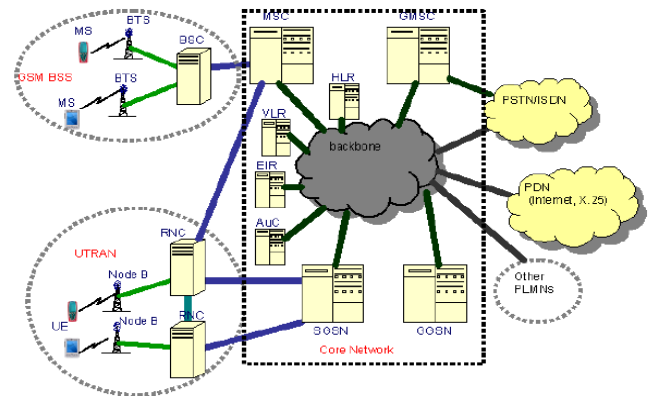 MS
BTS
BSC
GSM BSS
BTS
MS
MSC
GMSC
HLR
VLR
EIR
AuC
backbone
PSTN/ISDN
PDN
(Internet, X.25)
Other
PLMNs
UTRAN
RNC
Node B
UE
Node B
RNC
SGSN
GGSN
Core Network